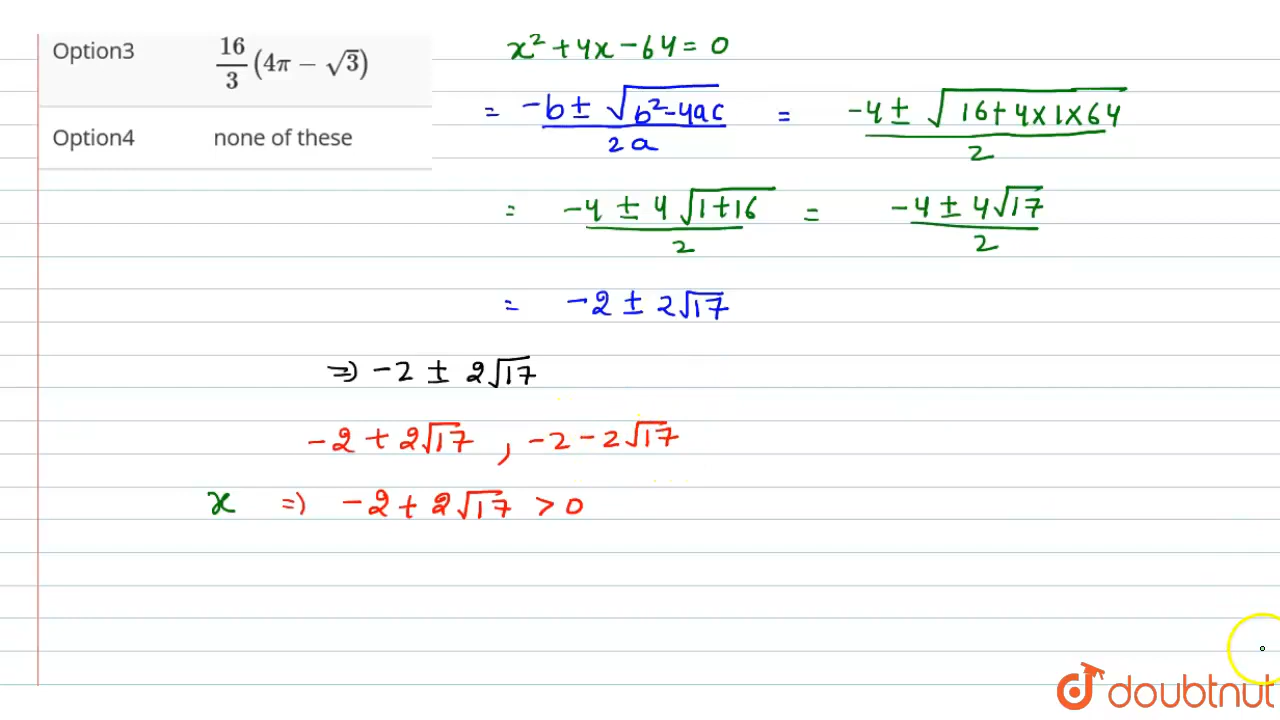 Option3 16/3 (4π − √3)
Option4 none of these
x² + 4x − 64 = 0
= −b ± √(b² − 4ac) / 2a = −4 ± √(16 + 4×1×64) / 2
= −4 ± 4√(1+16) / 2 = −4 ± 4√17 / 2
= −2 ± 2√17
⇒ −2 ± 2√17
−2 + 2√17 , −2 − 2√17
x ⇒ −2 + 2√17 > 0
doubtnut